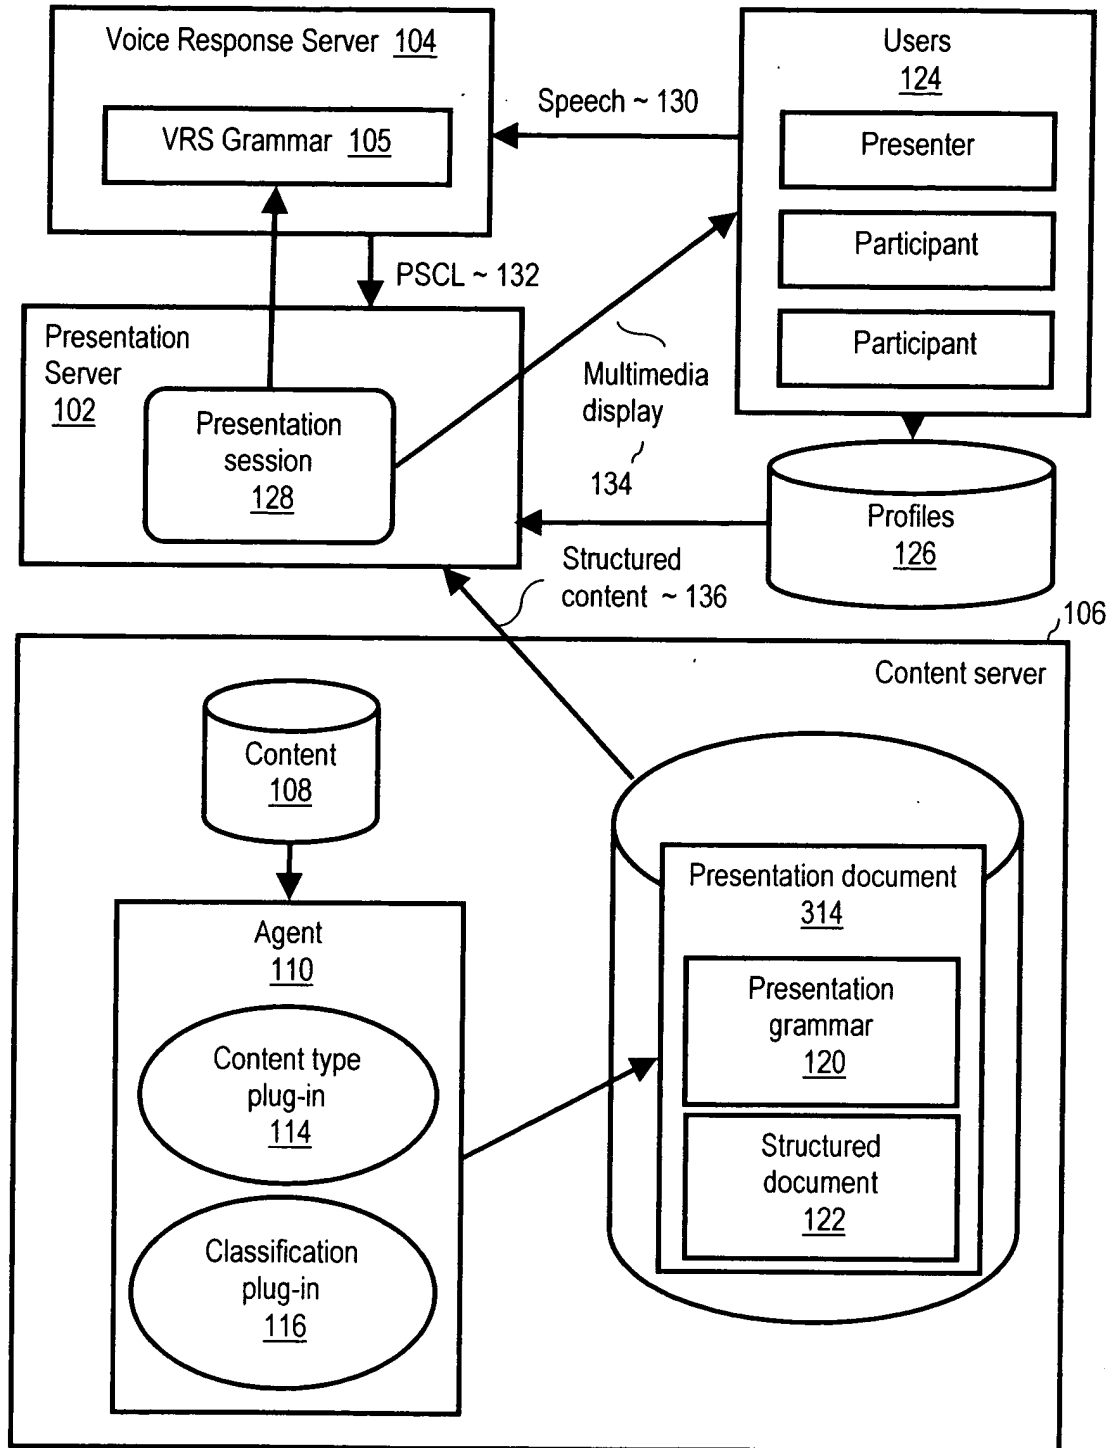 Voice Response Server 104
VRS Grammar 105
Speech ~ 130
Users
124
Presenter
Participant
Participant
PSCL ~ 132
Presentation
Server
102
Presentation
session
128
Multimedia
display
134
Profiles
126
Structured
content ~ 136
106
Content server
Content
108
Agent
110
Content type
plug-in
114
Classification
plug-in
116
Presentation document
314
Presentation
grammar
120
Structured
document
122